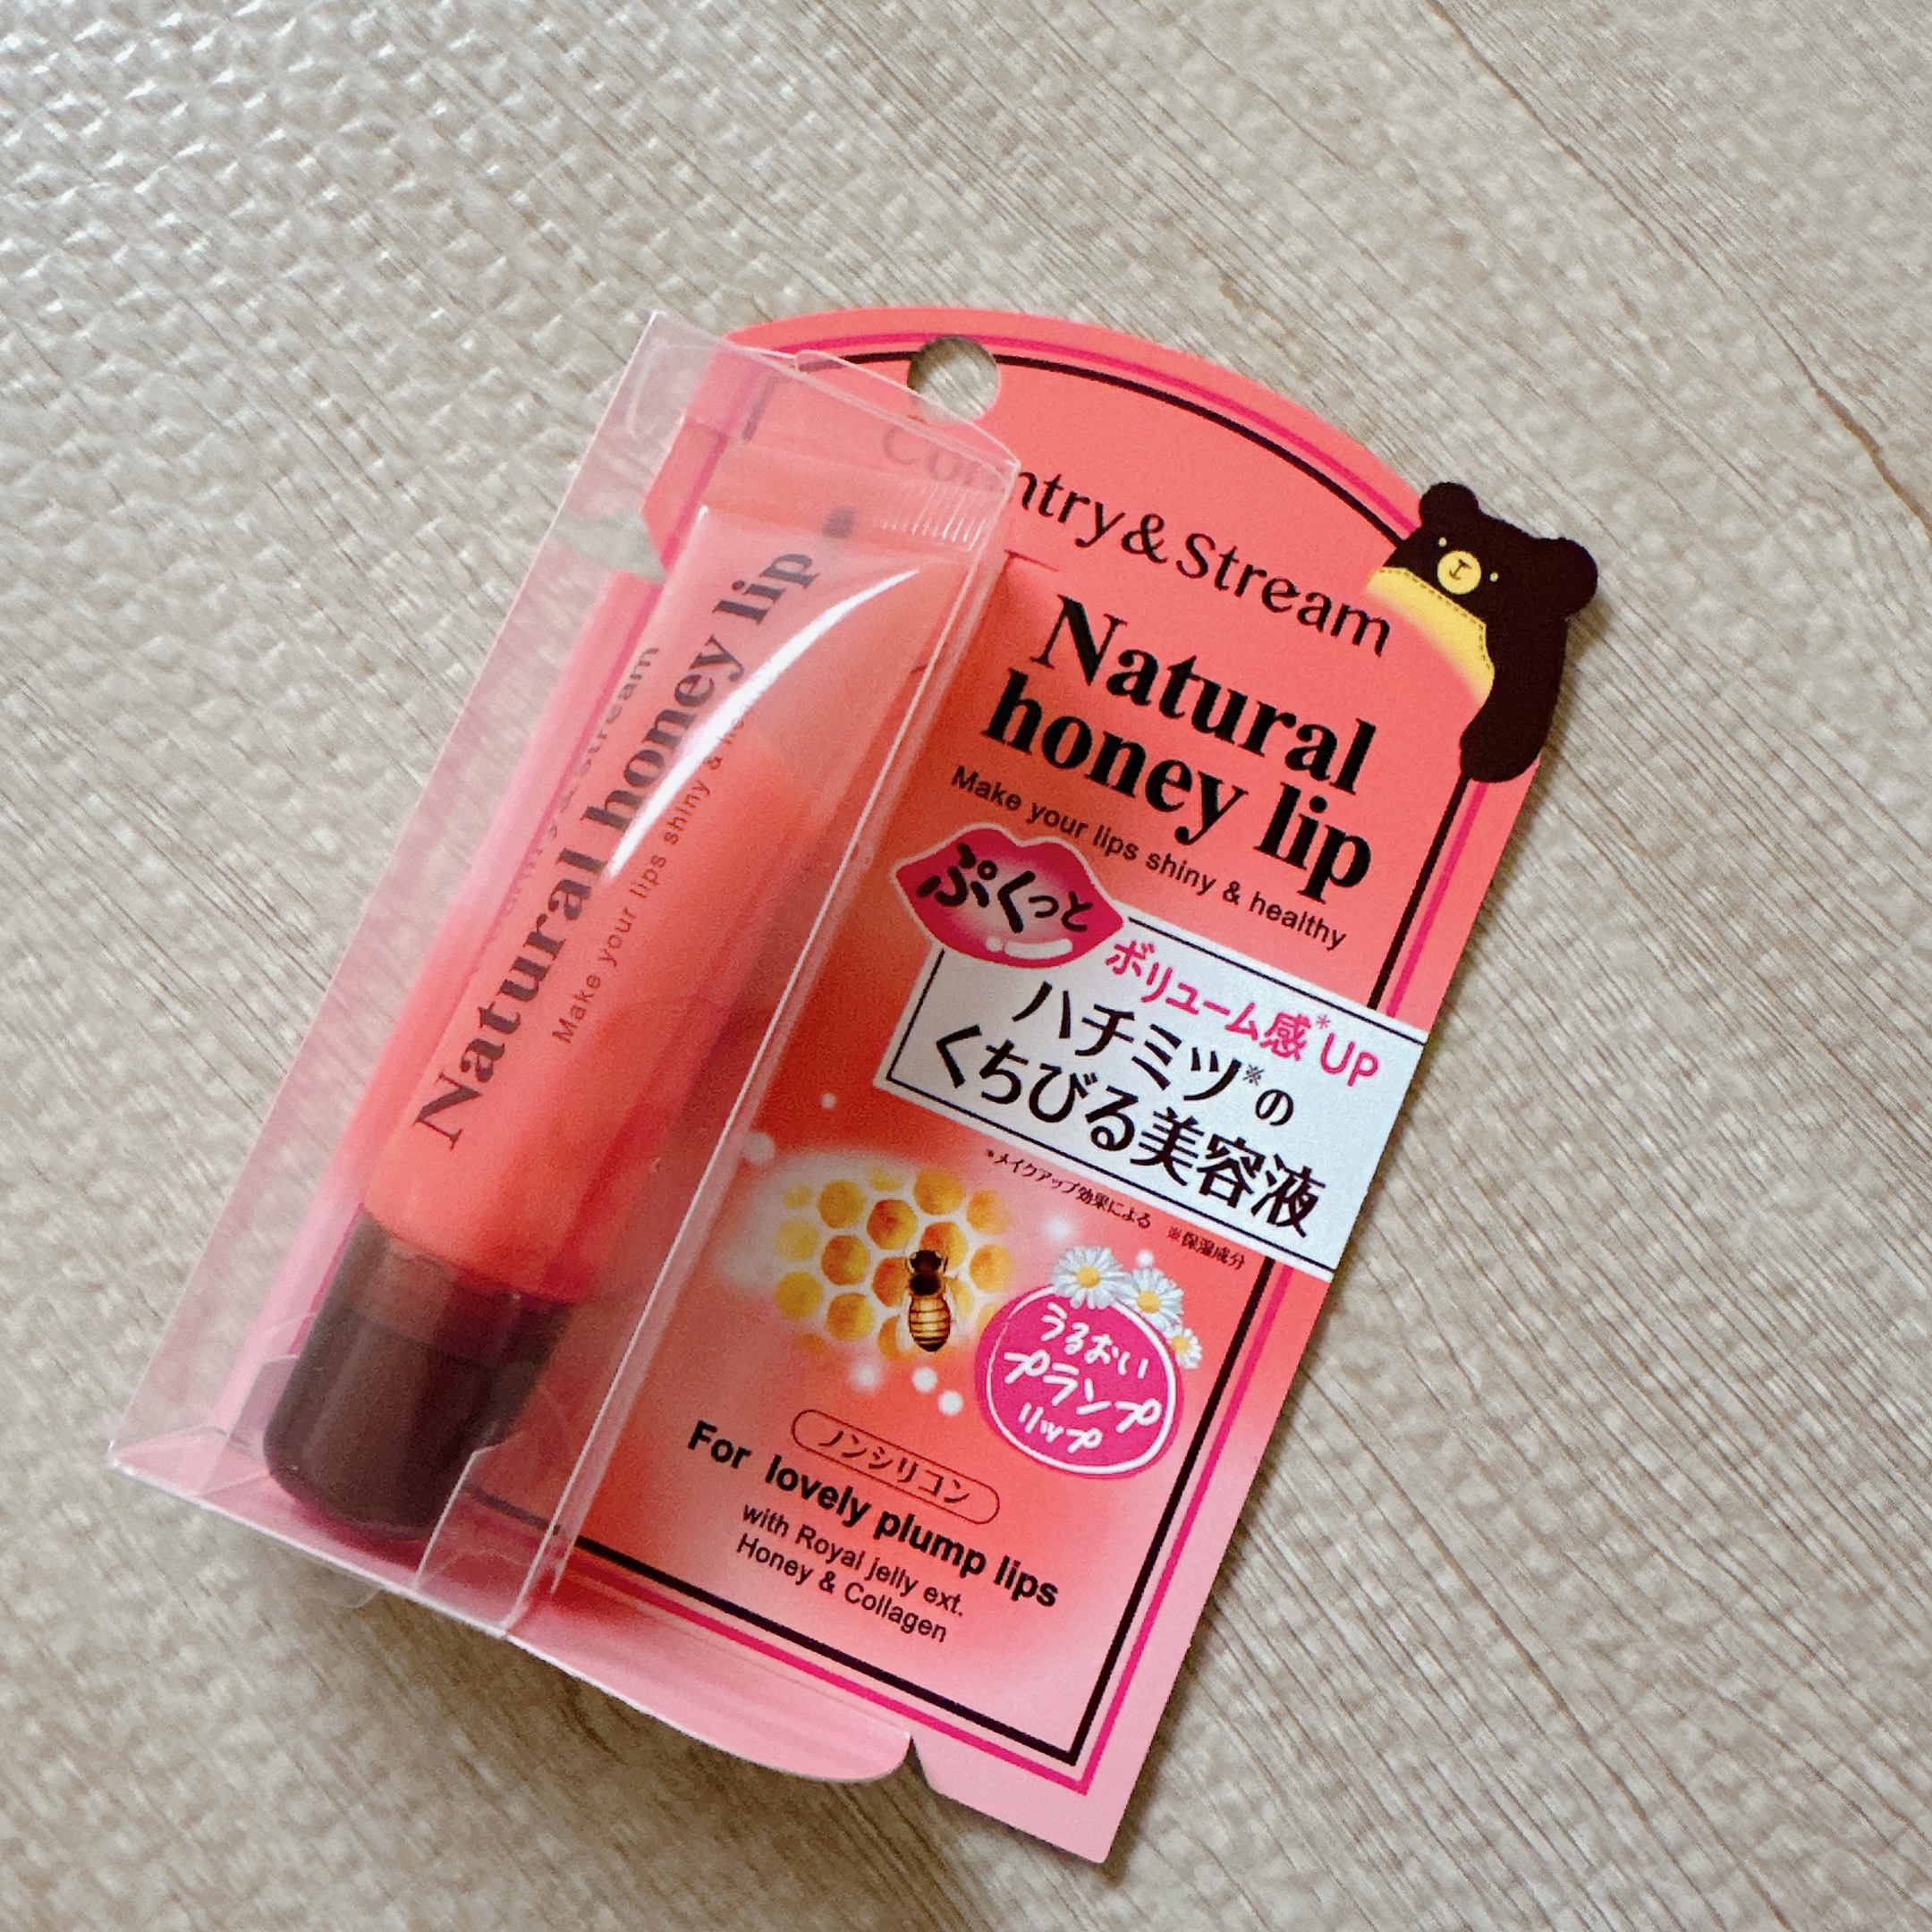 Country&Stream
Natural
honey lip
Make your lips shiny & healthy
ぷくっと
ボリューム感*UP
ハチミツ※の
くちびる美容液
*メイクアップ効果による ※保湿成分
うるおい
プランプ
リップ
ノンシリコン
For lovely plump lips
with Royal jelly ext.
Honey & Collagen
Country & Stream
Natural honey lip
Make your lips shiny &